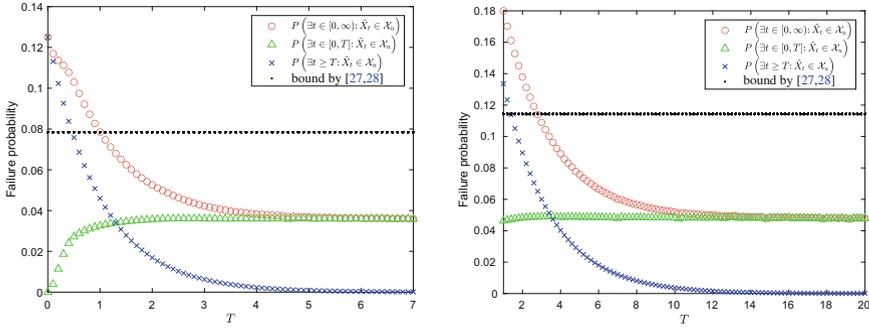 0.14
0.12
0.1
0.08
0.06
0.04
0.02
0
Failure probability
P (∃t ∈ [0, ∞): X̃ₜ ∈ 𝒳ᵤ)
P (∃t ∈ [0, T]: X̃ₜ ∈ 𝒳ᵤ)
P (∃t ≥ T: X̃ₜ ∈ 𝒳ᵤ)
bound by [27,28]
0 1 2 3 4 5 6 7
T
0.18
0.16
0.14
0.12
0.1
0.08
0.06
0.04
0.02
0.00
Failure probability
P (∃t ∈ [0, ∞): X̃ₜ ∈ 𝒳ᵤ)
P (∃t ∈ [0, T]: X̃ₜ ∈ 𝒳ᵤ)
P (∃t ≥ T: X̃ₜ ∈ 𝒳ᵤ)
bound by [27,28]
2 4 6 8 10 12 14 16 18 20
T